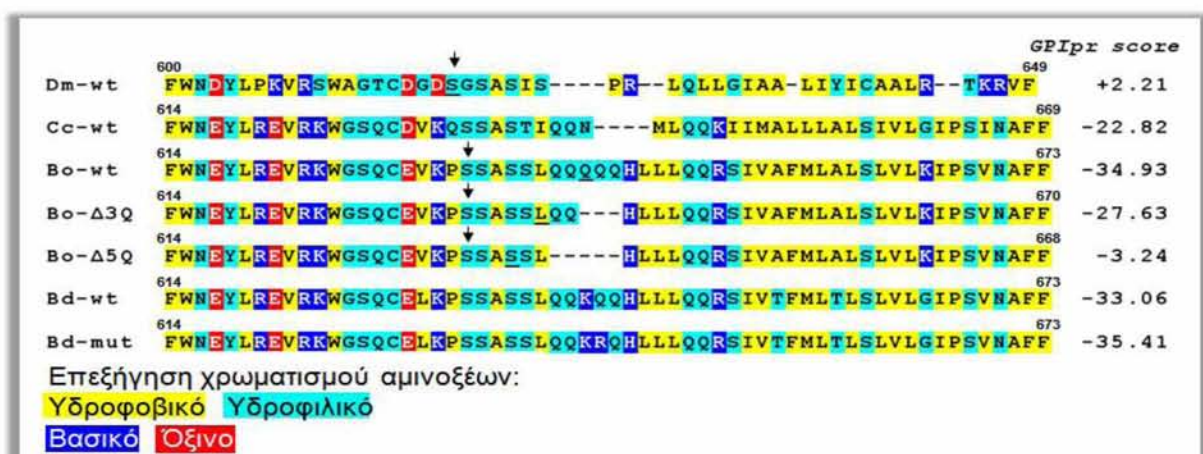 GPIpr score
600 649
Dm-wt FWNDYLPKVRSWAGTCDGDSGSASIS----PR--LQLLGIAA-LIYICAALR--TKRVF +2.21
614 669
Cc-wt FWNEYLREVRKWGSQCDVKQSSASTIQQN----MLQQKIIMALLLALSIVLGIPSINAFF -22.82
614 673
Bo-wt FWNEYLREVRKWGSQCEVKPSSASSLQQQQQHLLLQQRSIVAFMLALSLVLKIPSVNAFF -34.93
614 670
Bo-Δ3Q FWNEYLREVRKWGSQCEVKPSSASSLQQ---HLLLQQRSIVAFMLALSLVLKIPSVNAFF -27.63
614 668
Bo-Δ5Q FWNEYLREVRKWGSQCEVKPSSASSL-----HLLLQQRSIVAFMLALSLVLKIPSVNAFF -3.24
614 673
Bd-wt FWNEYLREVRKWGSQCELKPSSASSLQQKQQHLLLQQRSIVTFMLTLSLVLGIPSVNAFF -33.06
614 673
Bd-mut FWNEYLREVRKWGSQCELKPSSASSLQQKRQHLLLQQRSIVTFMLTLSLVLGIPSVNAFF -35.41
Επεξήγηση χρωματισμού αμινοξέων:
Υδροφοβικό Υδροφιλικό
Βασικό Όξινο